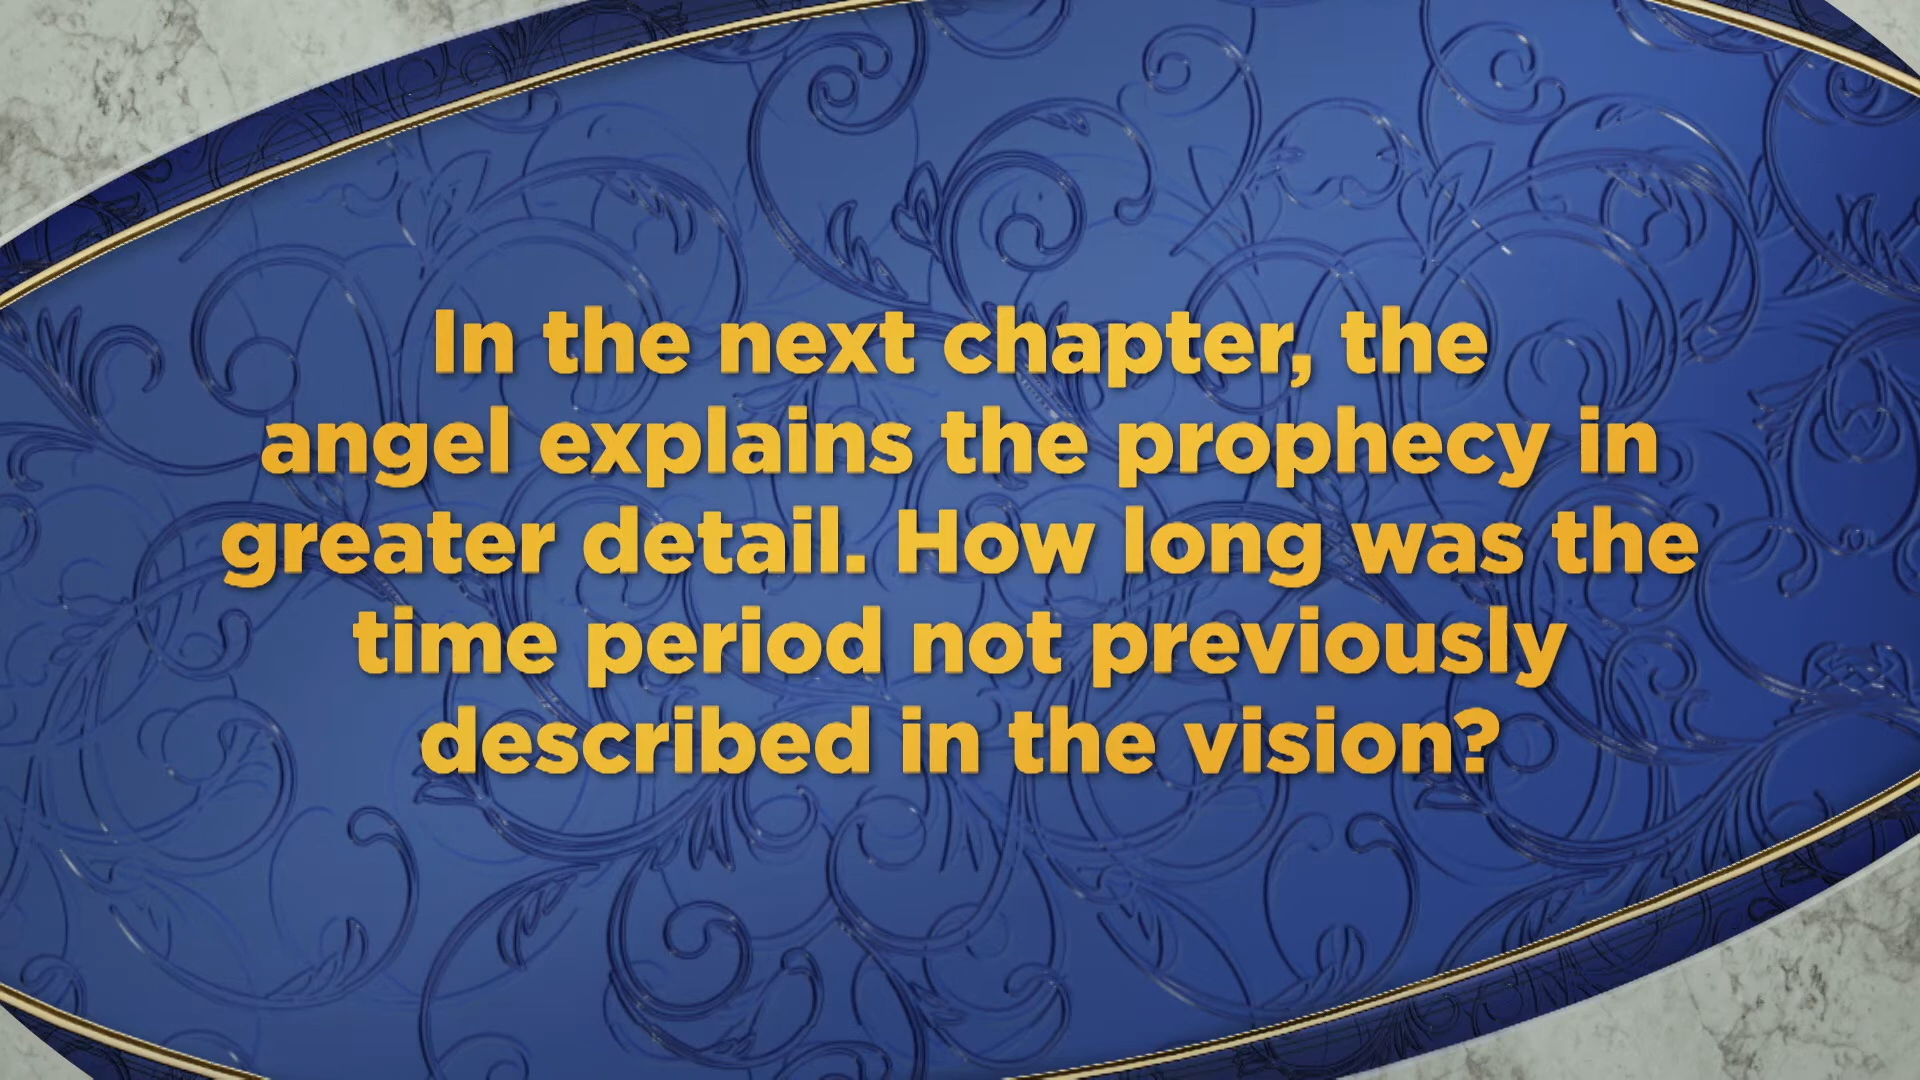 In the next chapter, the
angel explains the prophecy in
greater detail. How long was the
time period not previously
described in the vision?